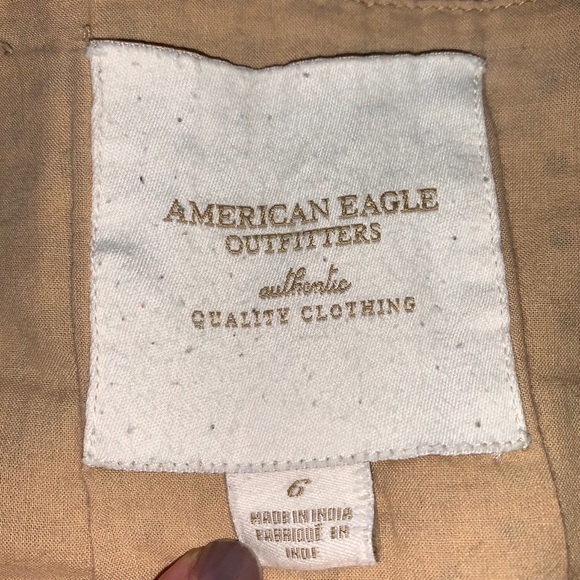 AMERICAN EAGLE
OUTFITTERS
authentic
QUALITY CLOTHING
6
MADE IN INDIA
FABRIQUÉ EN
INDE